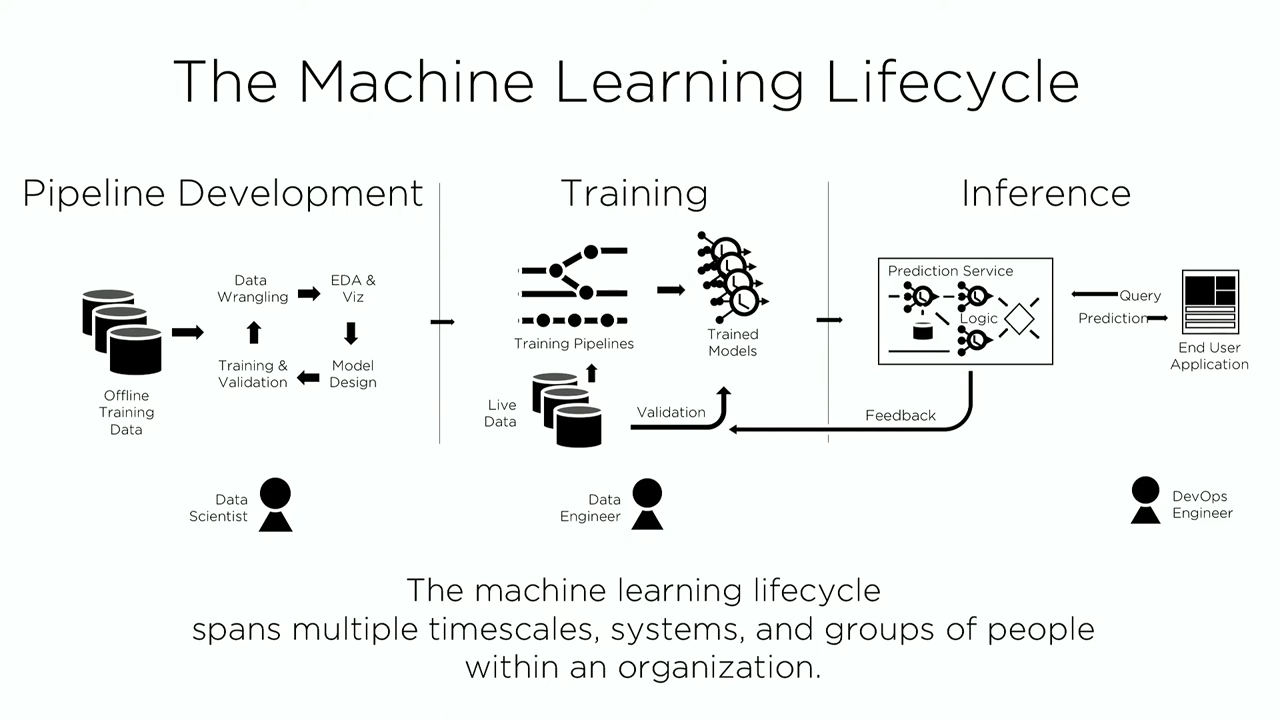 The Machine Learning Lifecycle
Pipeline Development
Training
Inference
Data
Wrangling
EDA &
Viz
Training &
Validation
Model
Design
Offline
Training
Data
Training Pipelines
Trained
Models
Live
Data
Validation
Prediction Service
Logic
Query
Prediction
End User
Application
Feedback
Data
Scientist
Data
Engineer
DevOps
Engineer
The machine learning lifecycle
spans multiple timescales, systems, and groups of people
within an organization.